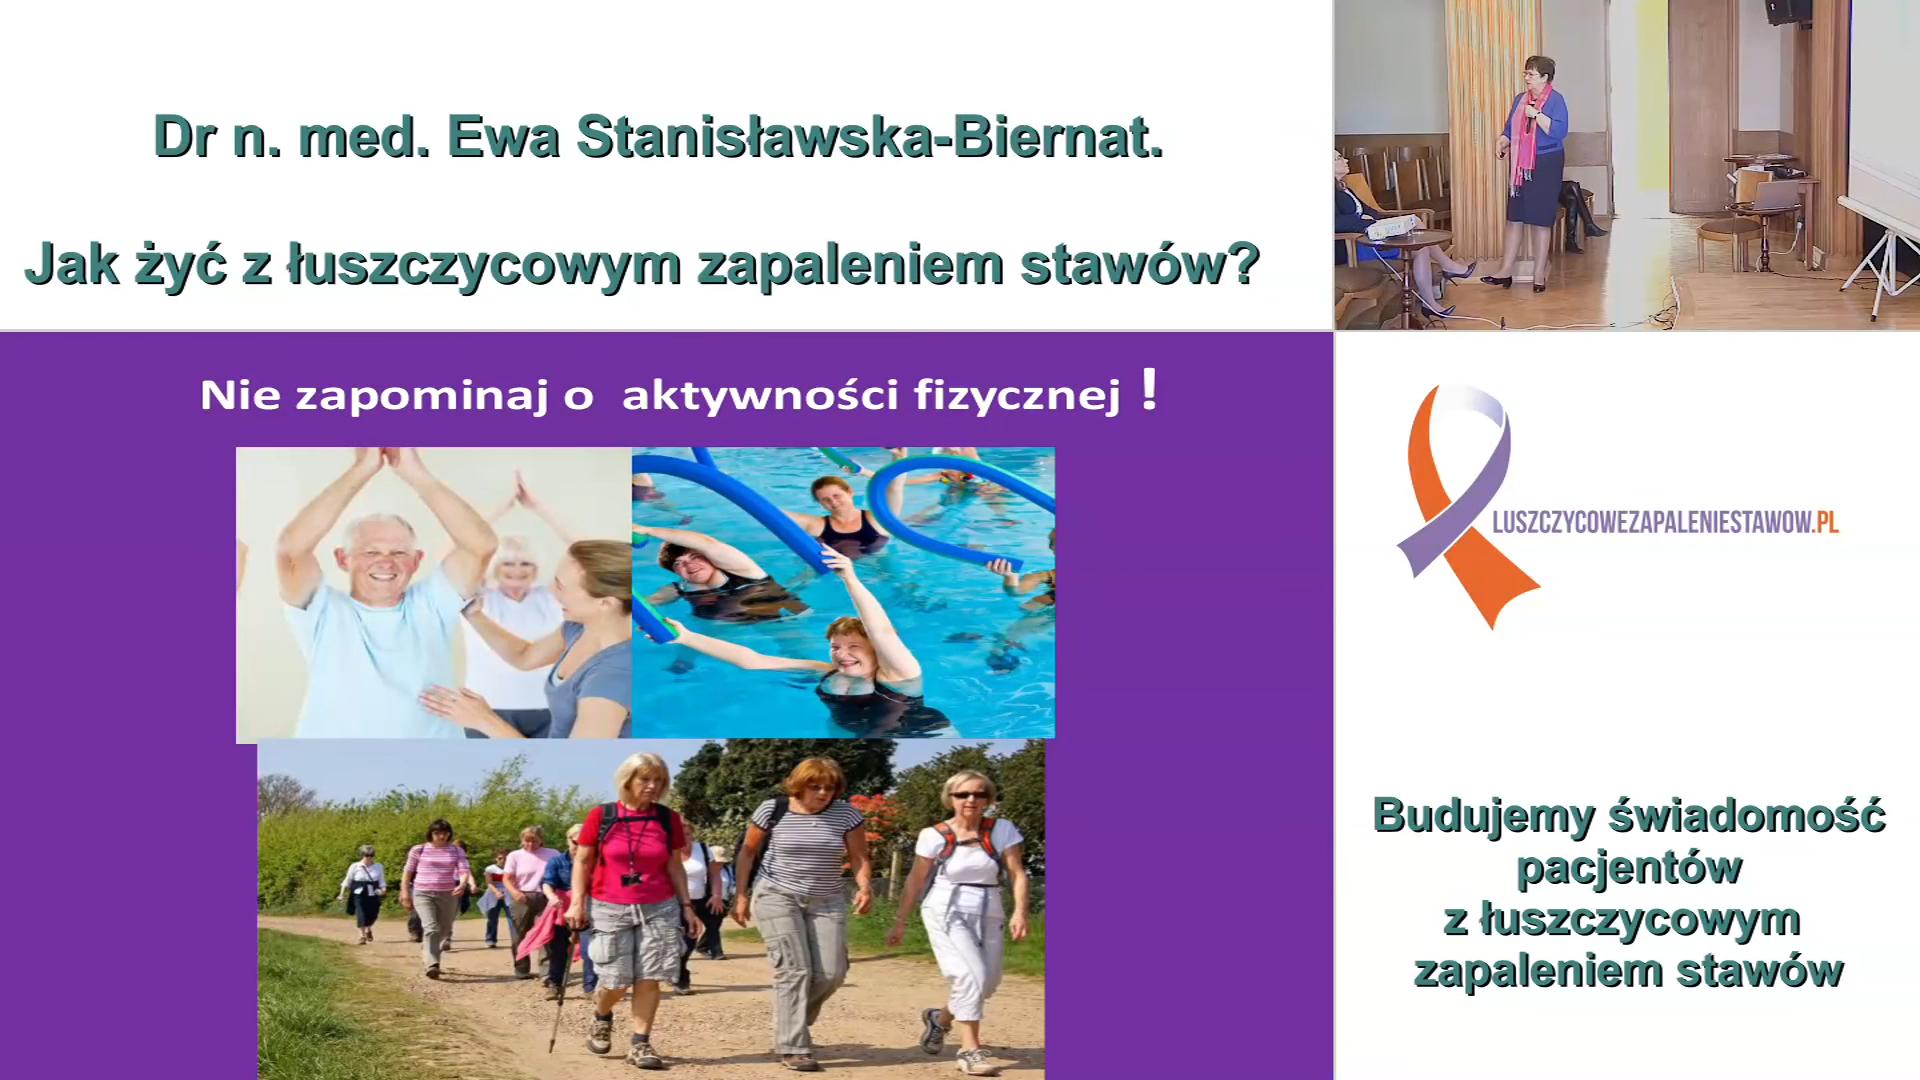 Dr n. med. Ewa Stanisławska-Biernat.
Jak żyć z łuszczycowym zapaleniem stawów?
Nie zapominaj o aktywności fizycznej !
LUSZCZYCOWEZAPALENIESTAWOW.PL
Budujemy świadomość
pacjentów
z łuszczycowym
zapaleniem stawów